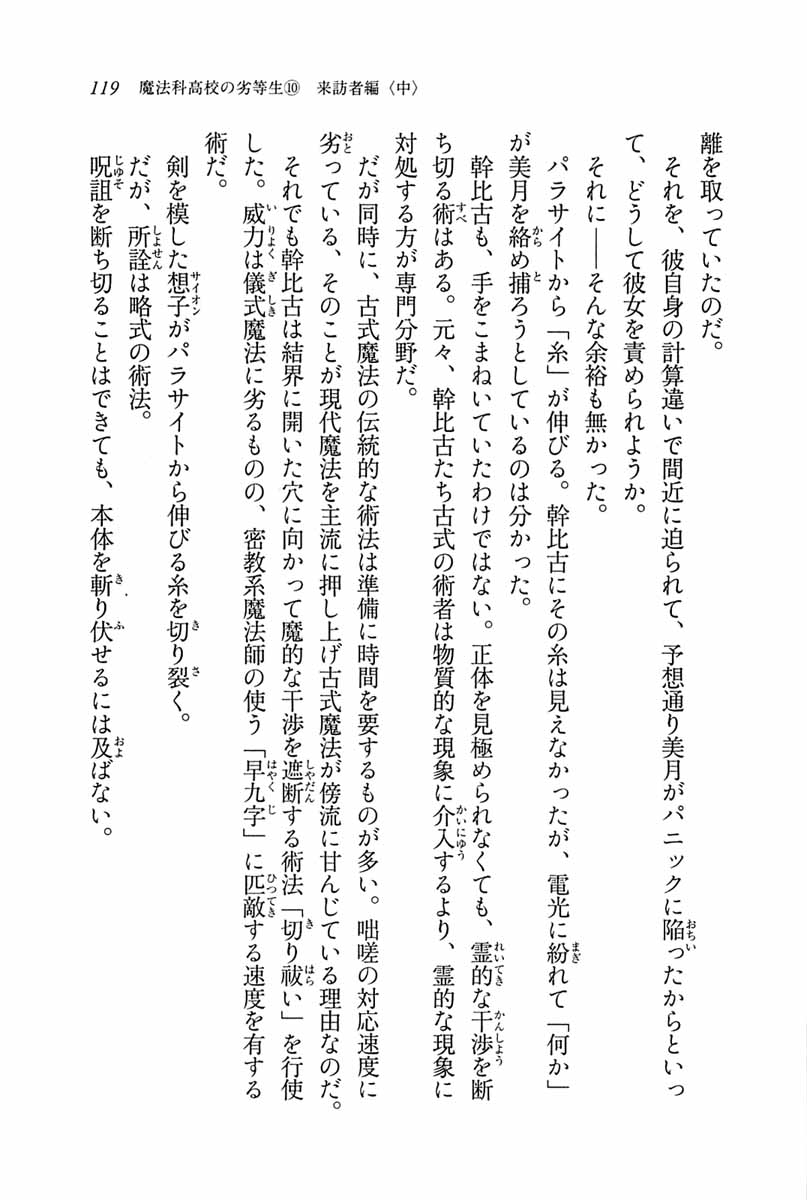 119 魔法科高校の劣等生⑩ 来訪者編〈中〉
離を取っていたのだ。
それを、彼自身の計算違いで間近に迫られて、予想通り美月がパニックに陥ったからといっ
て、どうして彼女を責められようか。
それに――そんな余裕も無かった。
パラサイトから「糸」が伸びる。幹比古にその糸は見えなかったが、電光に紛れて「何か」
が美月を絡め捕ろうとしているのは分かった。
幹比古も、手をこまねいていたわけではない。正体を見極められなくても、霊的な干渉を断
ち切る術はある。元々、幹比古たち古式の術者は物質的な現象に介入するより、霊的な現象に
対処する方が専門分野だ。
だが同時に、古式魔法の伝統的な術法は準備に時間を要するものが多い。咄嗟の対応速度に
劣っている、そのことが現代魔法を主流に押し上げ古式魔法が傍流に甘んじている理由なのだ。
それでも幹比古は結界に開いた穴に向かって魔的な干渉を遮断する術法「切り祓い」を行使
した。威力は儀式魔法に劣るものの、密教系魔法師の使う「早九字」に匹敵する速度を有する
術だ。
剣を模した想子がパラサイトから伸びる糸を切り裂く。
だが、所詮は略式の術法。
呪詛を断ち切ることはできても、本体を斬り伏せるには及ばない。